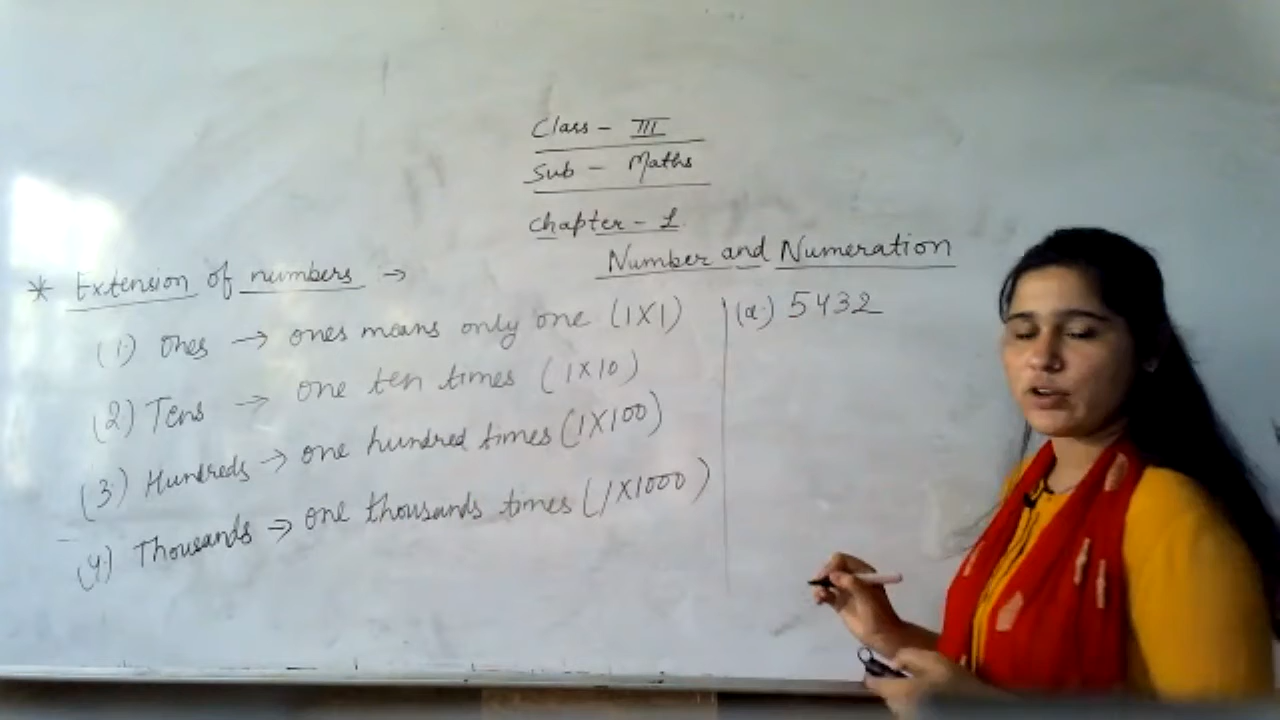 Class - III
Sub - Maths
Chapter - 1
Number and Numeration
* Extension of numbers →
(1.) Ones → ones means only one (1X1)
(2) Tens → one ten times (1X10)
(3.) Hundreds → one hundred times (1X100)
(4.) Thousands → one thousands times (1X1000)
(a.) 5432